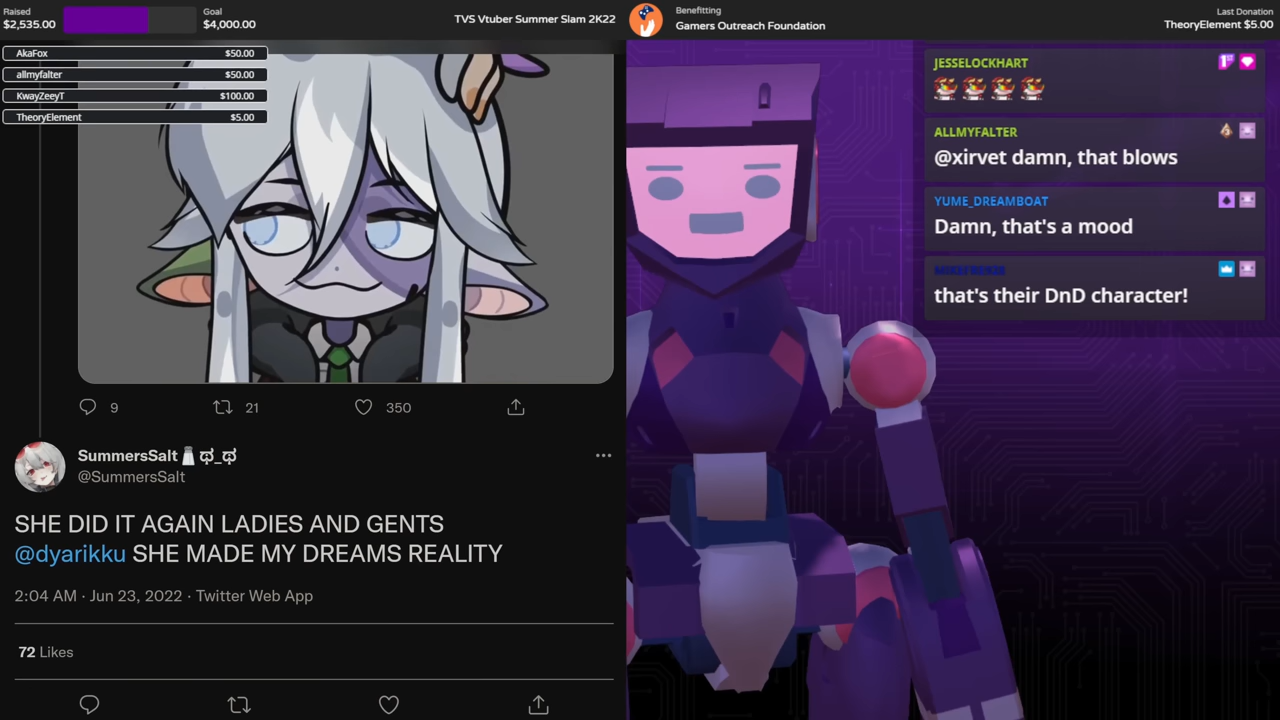 Raised
$2,535.00
Goal
$4,000.00
TVS Vtuber Summer Slam 2K22
Benefitting
Gamers Outreach Foundation
Last Donation
TheoryElement $5.00
AkaFox $50.00
allmyfalter $50.00
KwayZeeyT $100.00
TheoryElement $5.00
9 21 350
SummersSalt🧂ಠ_ಠ
@SummersSalt
SHE DID IT AGAIN LADIES AND GENTS
@dyarikku SHE MADE MY DREAMS REALITY
2:04 AM · Jun 23, 2022 · Twitter Web App
72 Likes
JESSELOCKHART
ALLMYFALTER
@xirvet damn, that blows
YUME_DREAMBOAT
Damn, that's a mood
that's their DnD character!